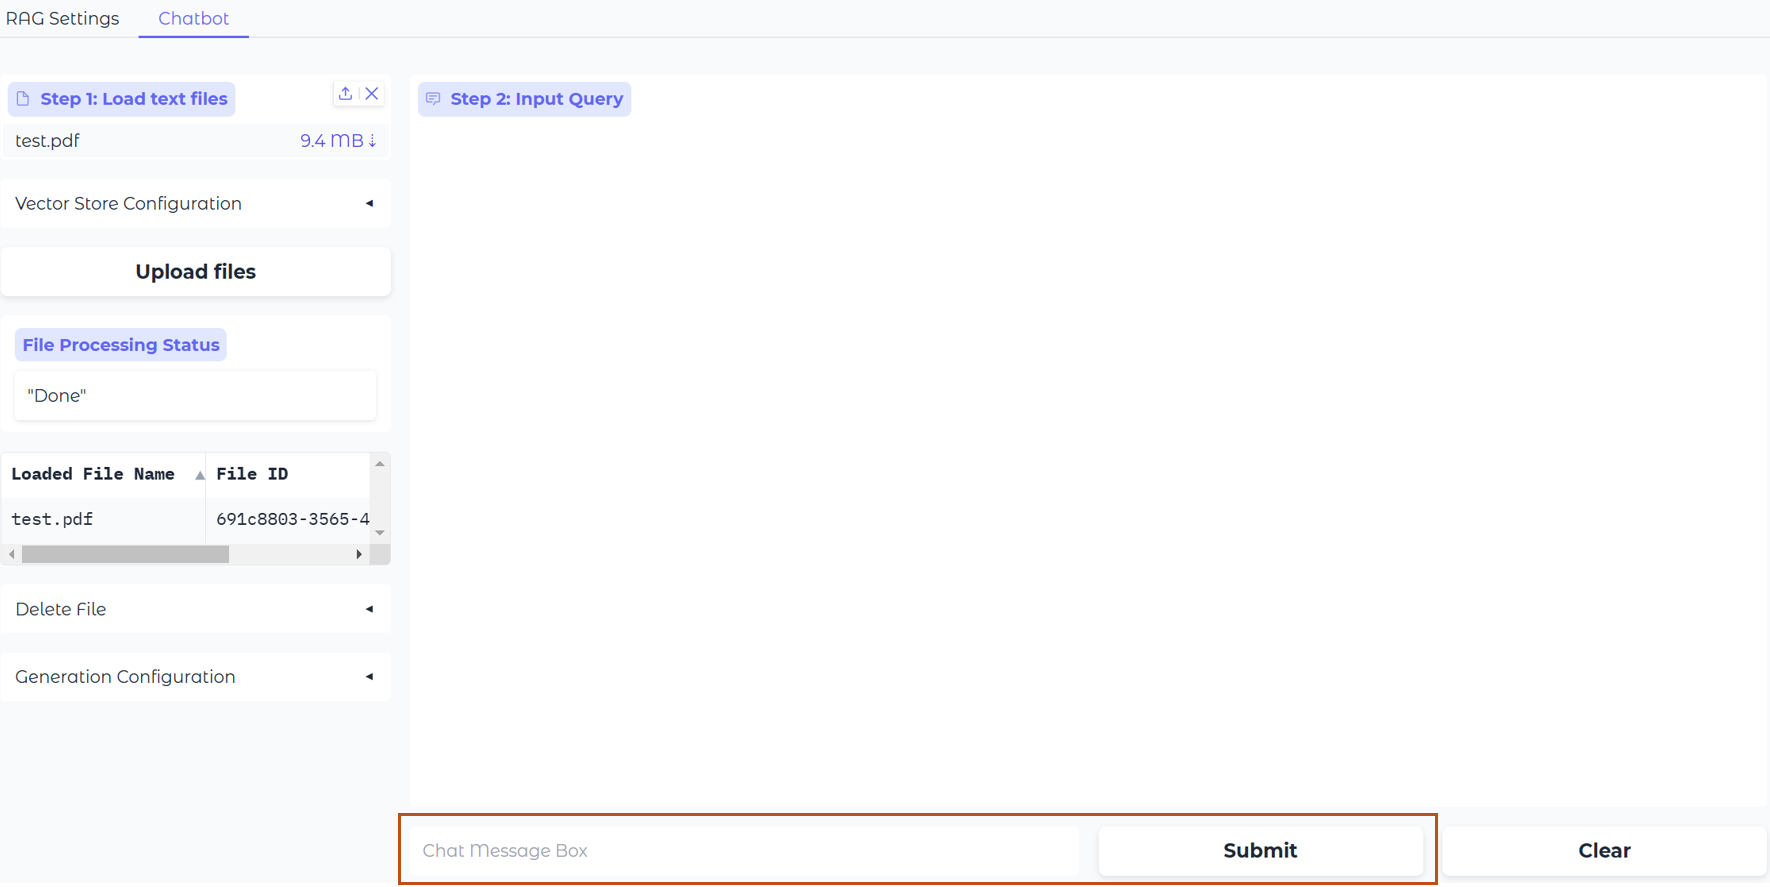 RAG Settings
Chatbot
Step 1: Load text files
test.pdf 9.4 MB ⇣
Vector Store Configuration
Upload files
File Processing Status
"Done"
Loaded File Name File ID
test.pdf 691c8803-3565-4
Delete File
Generation Configuration
Step 2: Input Query
Chat Message Box
Submit
Clear